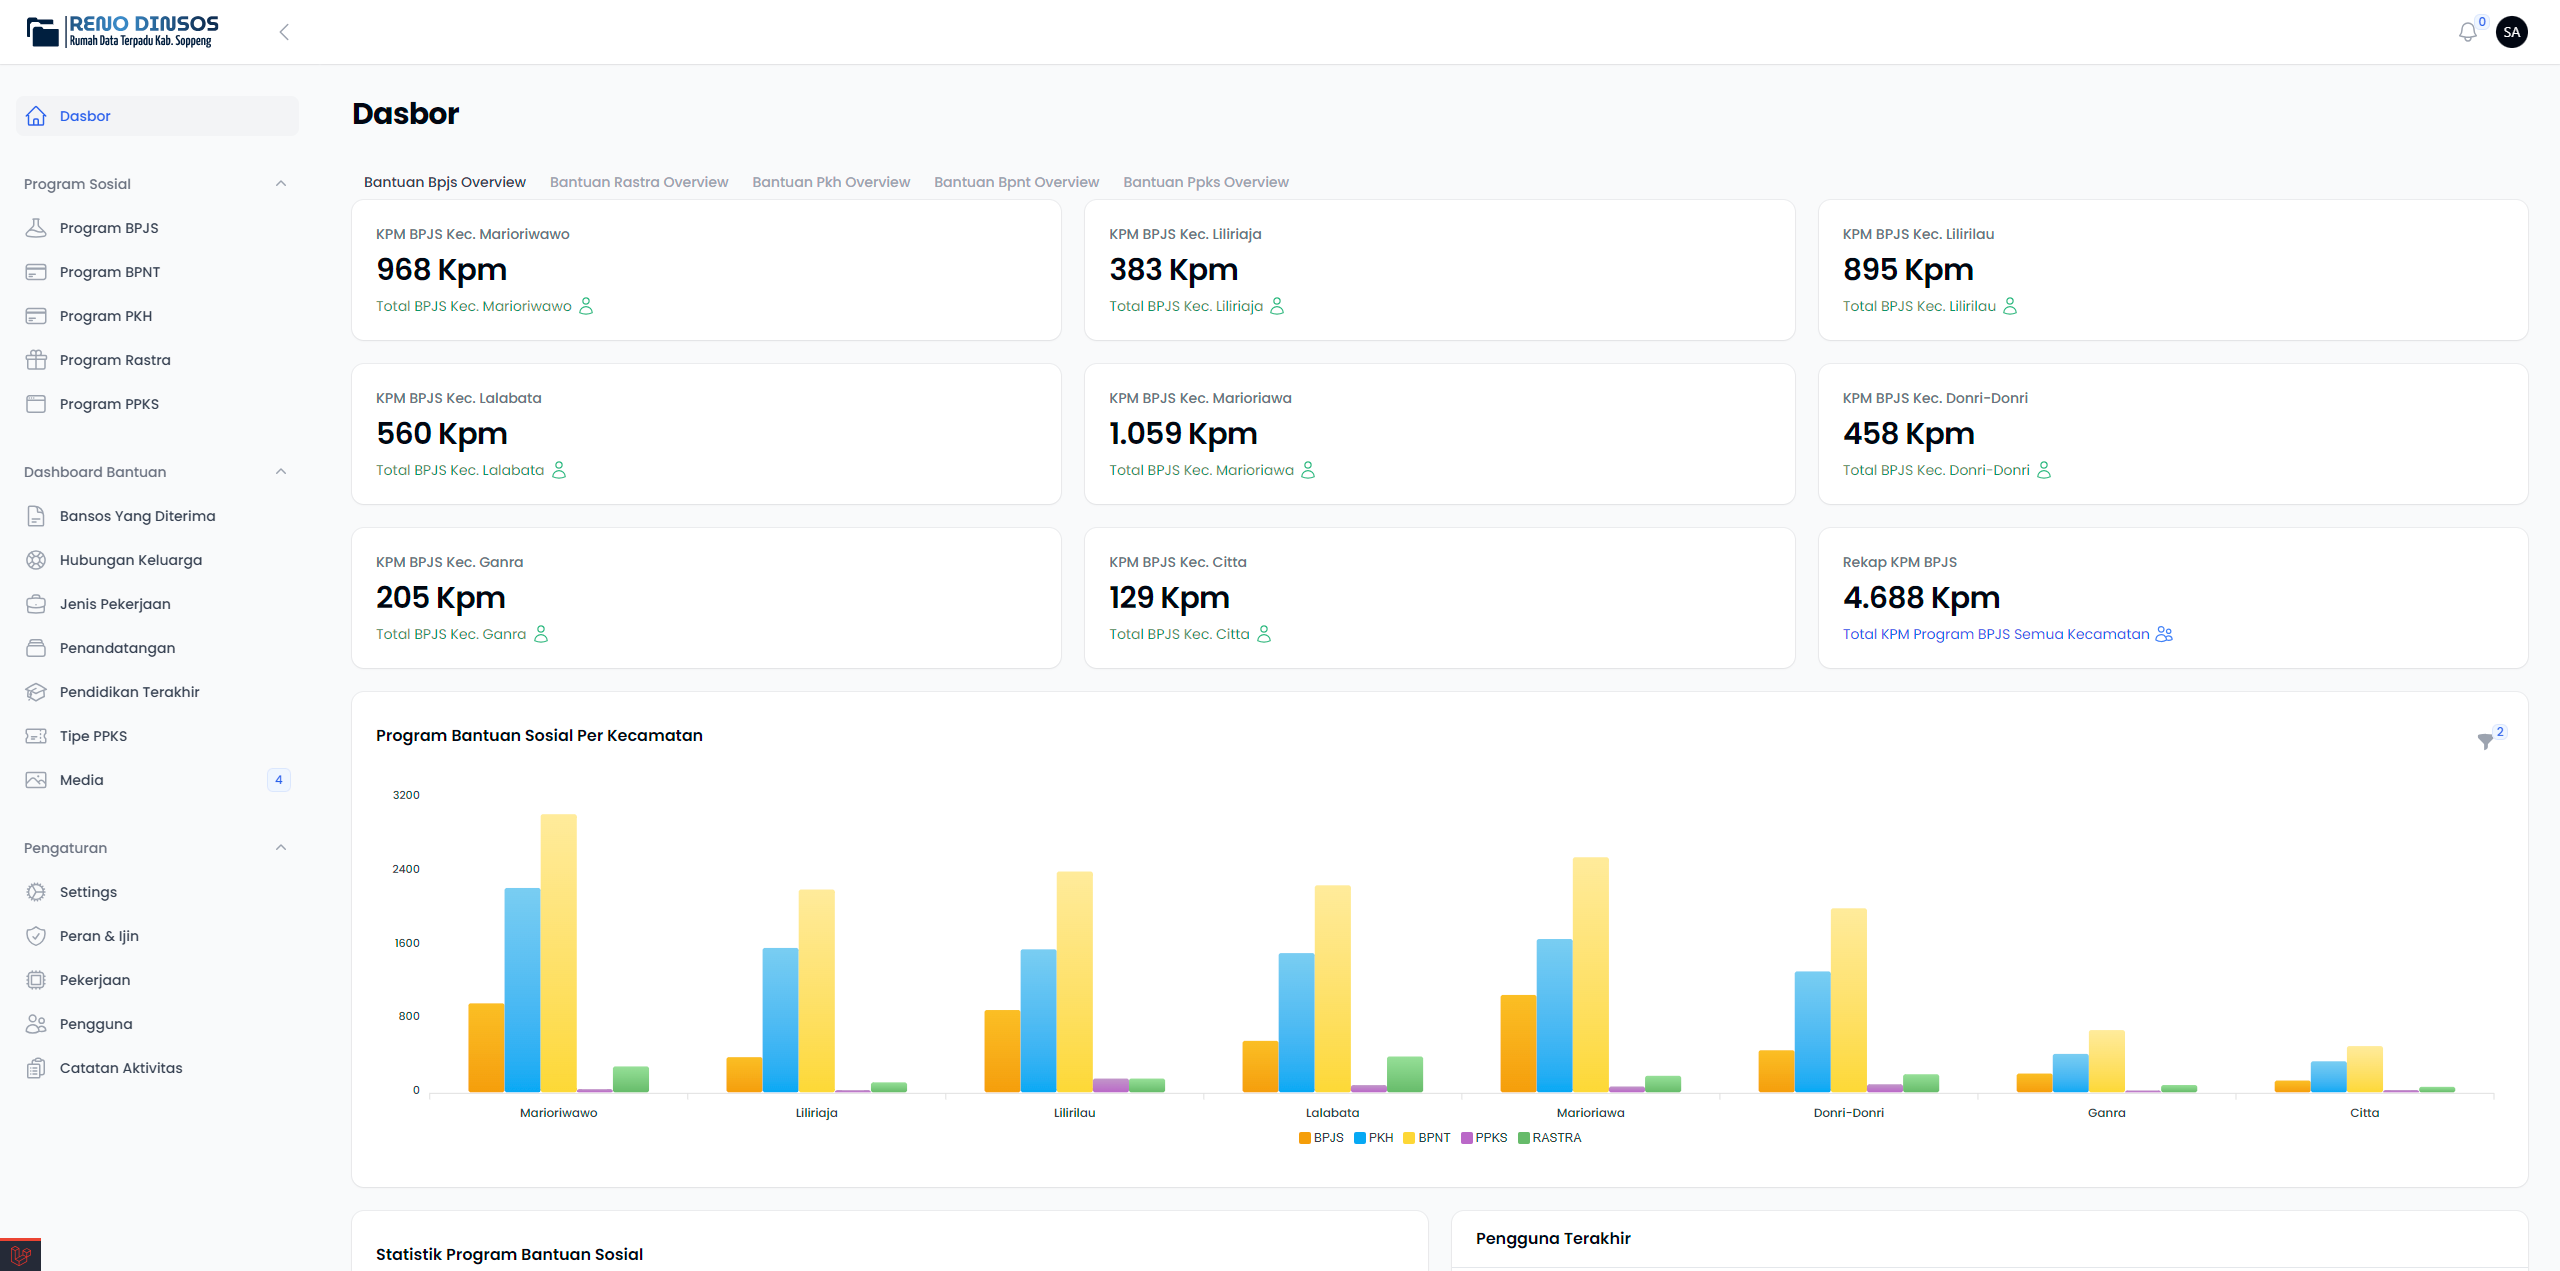 RENO DINSOS
Rumah Data Terpadu Kab. Soppeng
0
SA
Dasbor
Program Sosial
Program BPJS
Program BPNT
Program PKH
Program Rastra
Program PPKS
Dashboard Bantuan
Bansos Yang Diterima
Hubungan Keluarga
Jenis Pekerjaan
Penandatangan
Pendidikan Terakhir
Tipe PPKS
Media 4
Pengaturan
Settings
Peran & Ijin
Pekerjaan
Pengguna
Catatan Aktivitas
Dasbor
Bantuan Bpjs Overview Bantuan Rastra Overview Bantuan Pkh Overview Bantuan Bpnt Overview Bantuan Ppks Overview
KPM BPJS Kec. Marioriwawo
968 Kpm
Total BPJS Kec. Marioriwawo
KPM BPJS Kec. Liliriaja
383 Kpm
Total BPJS Kec. Liliriaja
KPM BPJS Kec. Lilirilau
895 Kpm
Total BPJS Kec. Lilirilau
KPM BPJS Kec. Lalabata
560 Kpm
Total BPJS Kec. Lalabata
KPM BPJS Kec. Marioriawa
1.059 Kpm
Total BPJS Kec. Marioriawa
KPM BPJS Kec. Donri-Donri
458 Kpm
Total BPJS Kec. Donri-Donri
KPM BPJS Kec. Ganra
205 Kpm
Total BPJS Kec. Ganra
KPM BPJS Kec. Citta
129 Kpm
Total BPJS Kec. Citta
Rekap KPM BPJS
4.688 Kpm
Total KPM Program BPJS Semua Kecamatan
Program Bantuan Sosial Per Kecamatan
2
3200
2400
1600
800
0
Marioriwawo Liliriaja Lilirilau Lalabata Marioriawa Donri-Donri Ganra Citta
BPJS PKH BPNT PPKS RASTRA
Statistik Program Bantuan Sosial
Pengguna Terakhir